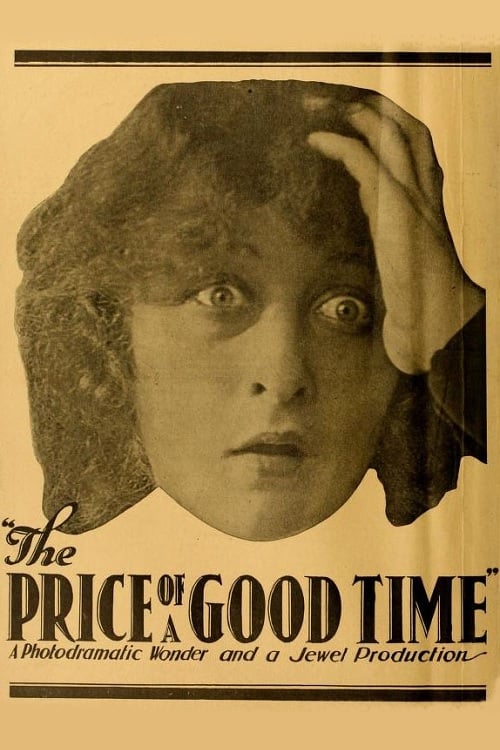 "The
PRICE OF A GOOD TIME"
A Photodramatic Wonder and a Jewel Production